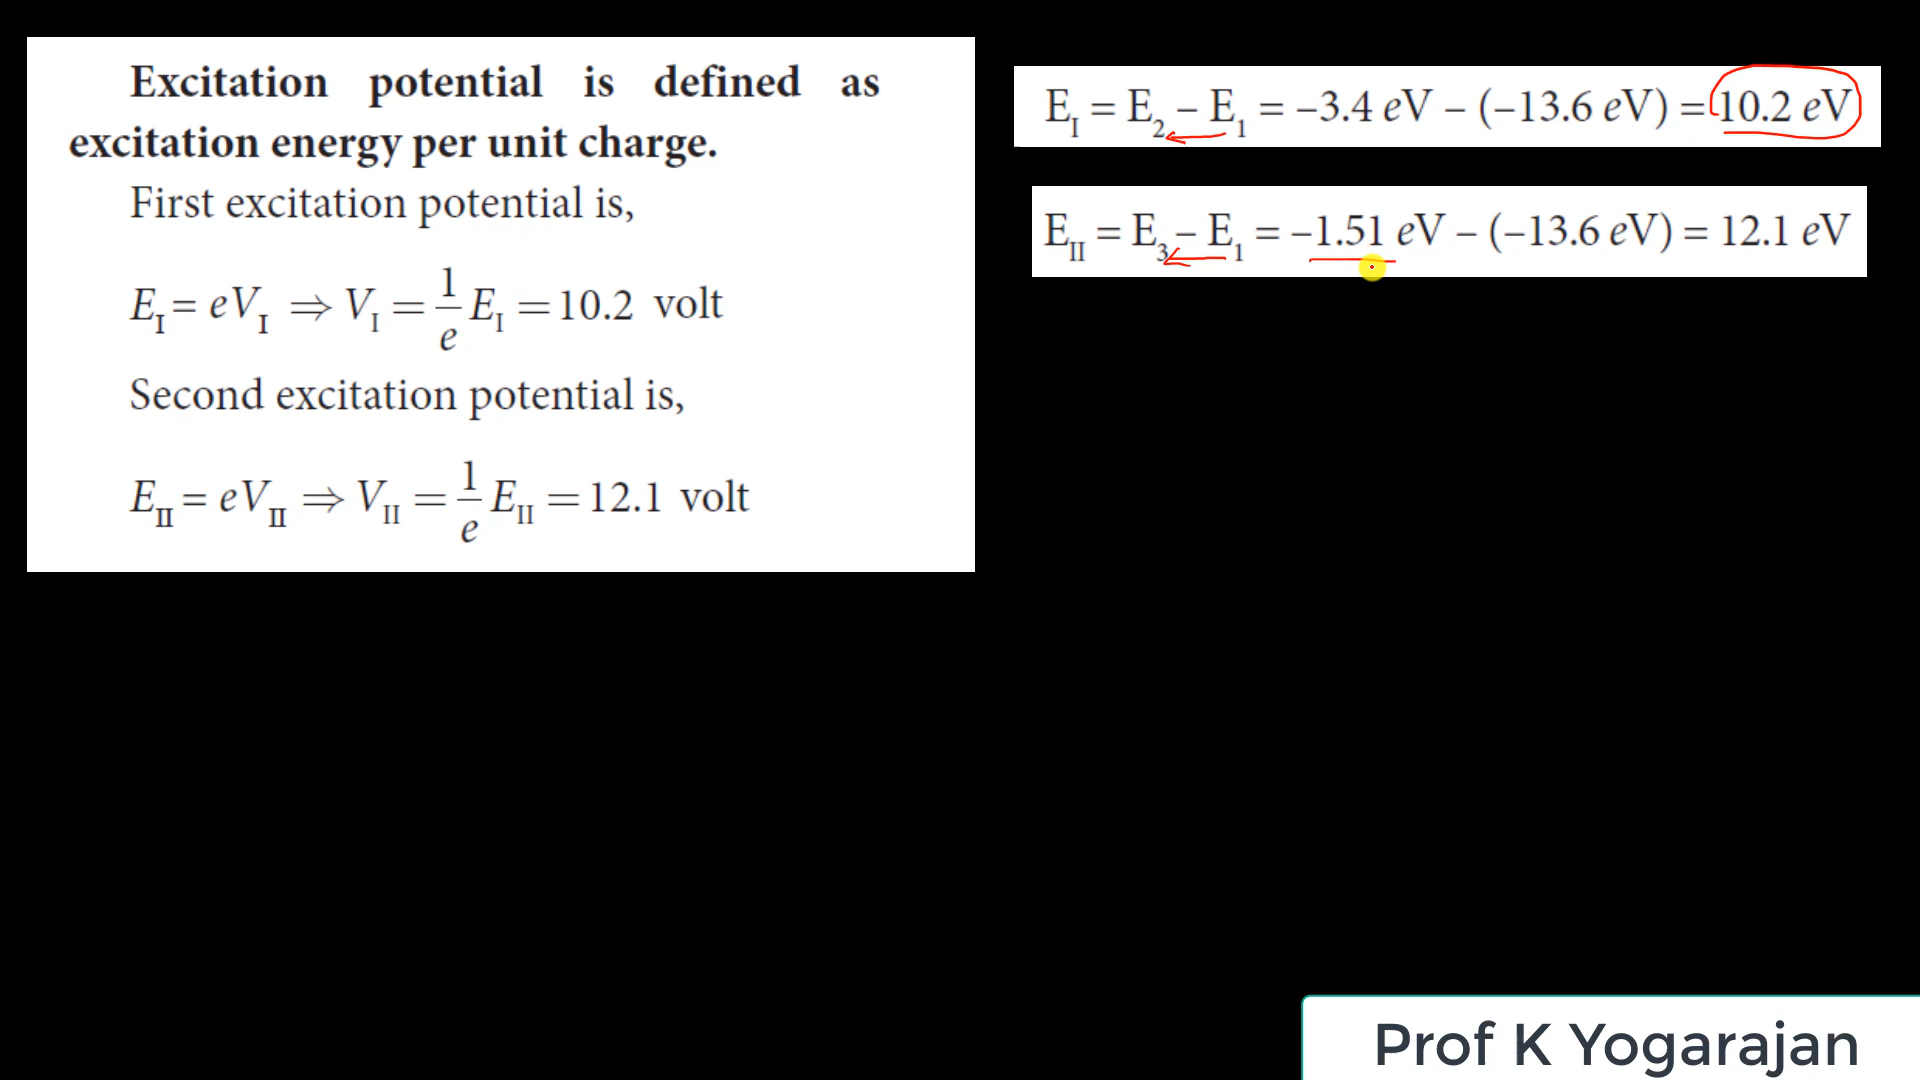 Excitation potential is defined as
excitation energy per unit charge.
First excitation potential is,
E_I = eV_I ⇒ V_I = 1/e E_I = 10.2 volt
Second excitation potential is,
E_II = eV_II ⇒ V_II = 1/e E_II = 12.1 volt
E_I = E_2 – E_1 = –3.4 eV – (–13.6 eV) = 10.2 eV
E_II = E_3 – E_1 = –1.51 eV – (–13.6 eV) = 12.1 eV
Prof K Yogarajan